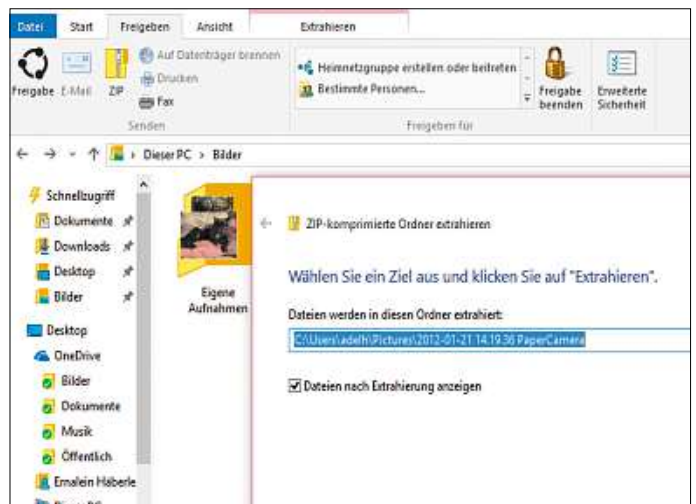 Datei Start Freigeben Ansicht Extrahieren
Freigabe E-Mail ZIP
Auf Datenträger brennen
Drucken
Fax
Senden
Heimnetzgruppe erstellen oder beitreten
Bestimmte Personen...
Freigabe beenden
Erweiterte Sicherheit
Freigeben für
Dieser PC > Bilder
Schnellzugriff
Dokumente
Downloads
Desktop
Bilder
Desktop
OneDrive
Bilder
Dokumente
Musik
Öffentlich
Ernalein Häberle
Dieser PC
Eigene
Aufnahmen
ZIP-komprimierte Ordner extrahieren
Wählen Sie ein Ziel aus und klicken Sie auf "Extrahieren".
Dateien werden in diesen Ordner extrahiert:
C:\Users\adelh\Pictures\2012-01-21 14.19.36 PaperCamera
Dateien nach Extrahierung anzeigen